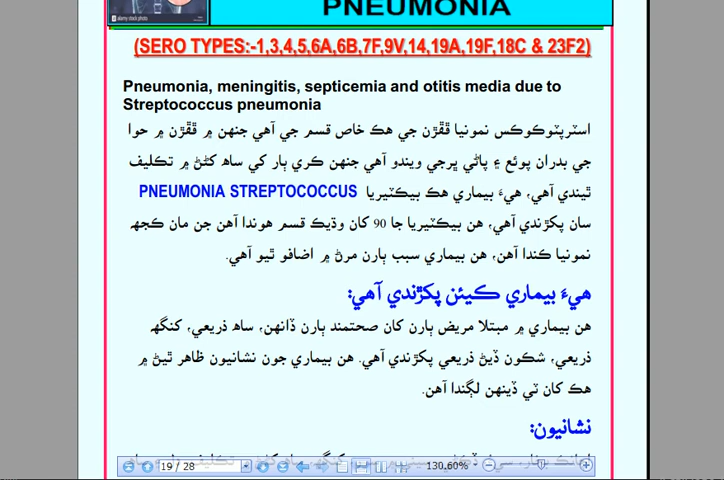 alamy stock photo
PNEUMONIA
(SERO TYPES:-1,3,4,5,6A,6B,7F,9V,14,19A,19F,18C & 23F2)
Pneumonia, meningitis, septicemia and otitis media due to
Streptococcus pneumonia
اسٽرپٽوڪوڪس نمونيا ڦڦڙن جي هڪ خاص قسم جي آهي جنهن ۾ ڦڦڙن ۾ حوا
جي بدران پوئع ۽ پاڻي ڀرجي ويندو آهي جنهن ڪري ٻار کي ساهه کڻڻ ۾ تڪليف
ٿيندي آهي، هيءَ بيماري هڪ بيڪٽيريا PNEUMONIA STREPTOCOCCUS
سان پکڙندي آهي، هن بيڪٽيريا جا 90 کان وڌيڪ قسم هوندا آهن جن مان ڪجهه
نمونيا ڪندا آهن، هن بيماري سبب ٻارن مرڻ ۾ اضافو ٿيو آهي.
هيءَ بيماري ڪيئن پکڙندي آهي:
هن بيماري ۾ مبتلا مريض ٻارن کان صحتمند ٻارن ڏانهن، ساهه ذريعي، کنگهه
ذريعي، شڪون ڏيڻ ذريعي پکڙندي آهي. هن بيماري جون نشانيون ظاهر ٿيڻ ۾
هڪ کان ٽي ڏينهن لڳندا آهن.
نشانيون:
19 / 28
130.60%